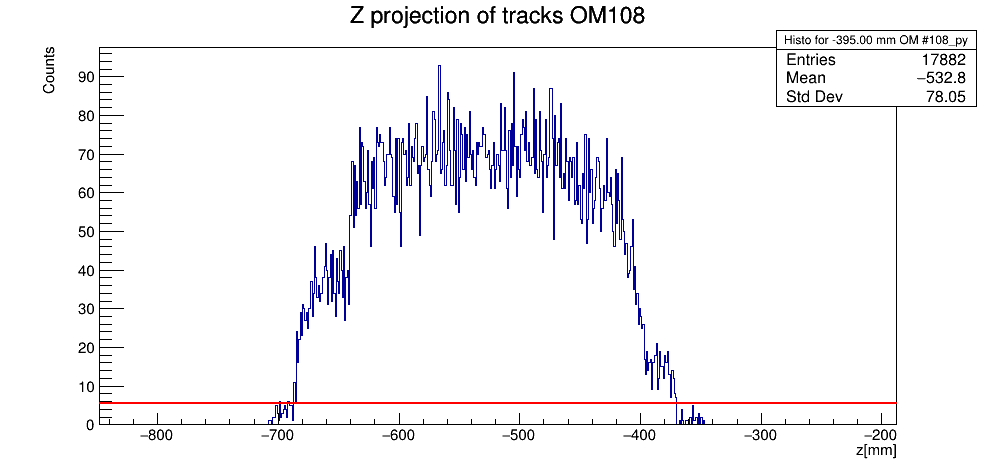 Z projection of tracks OM108
Histo for -395.00 mm OM #108_py
Entries 17882
Mean −532.8
Std Dev 78.05
Counts
90
80
70
60
50
40
30
20
10
0
−800 −700 −600 −500 −400 −300 −200
z[mm]